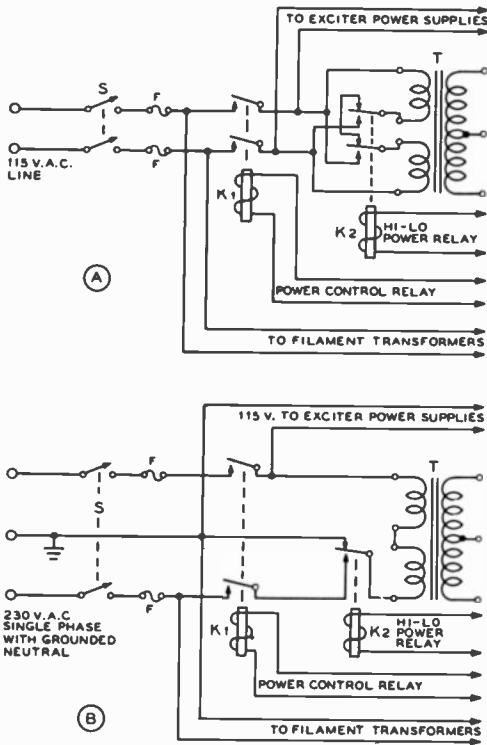 TO EXCITER POWER SUPPLIES
T
S
F
F
115 V.A.C.
LINE
K1
K2
HI-LO
POWER RELAY
A
POWER CONTROL RELAY
TO FILAMENT TRANSFORMERS
115 V. TO EXCITER POWER SUPPLIES
T
F
S
F
230 V.A.C
SINGLE PHASE
WITH GROUNDED
NEUTRAL
K1
K2
HI-LO
POWER
RELAY
POWER CONTROL RELAY
B
TO FILAMENT TRANSFORMERS